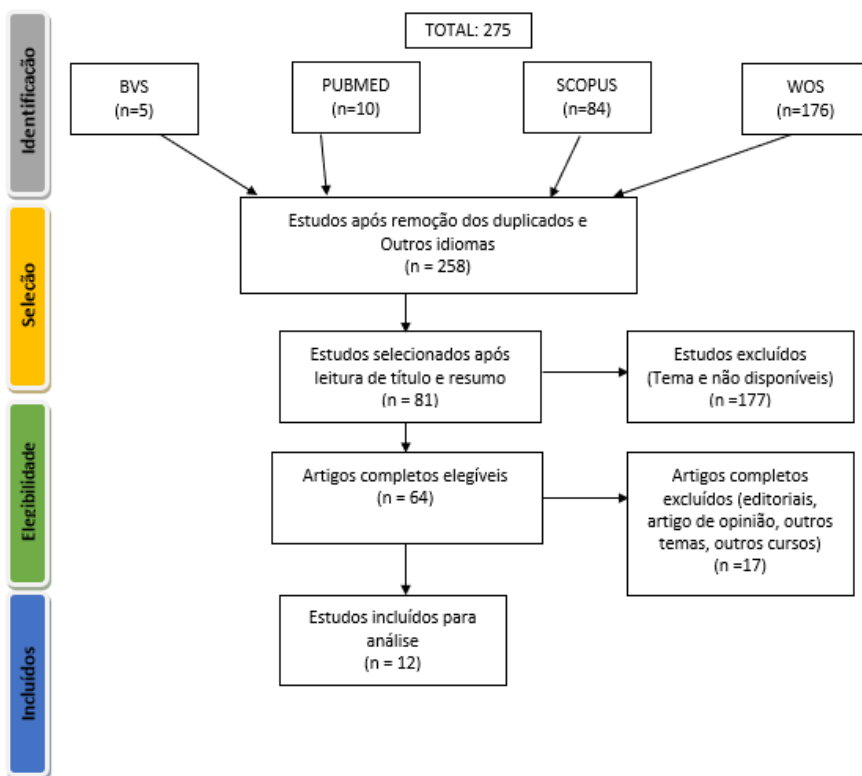 TOTAL: 275
BVS
(n=5)
PUBMED
(n=10)
SCOPUS
(n=84)
WOS
(n=176)
Identificação
Estudos após remoção dos duplicados e
Outros idiomas
(n = 258)
Seleção
Estudos selecionados após
leitura de título e resumo
(n = 81)
Estudos excluídos
(Tema e não disponíveis)
(n =177)
Elegibilidade
Artigos completos elegíveis
(n = 64)
Artigos completos
excluídos (editoriais,
artigo de opinião, outros
temas, outros cursos)
(n =17)
Incluídos
Estudos incluídos para
análise
(n = 12)